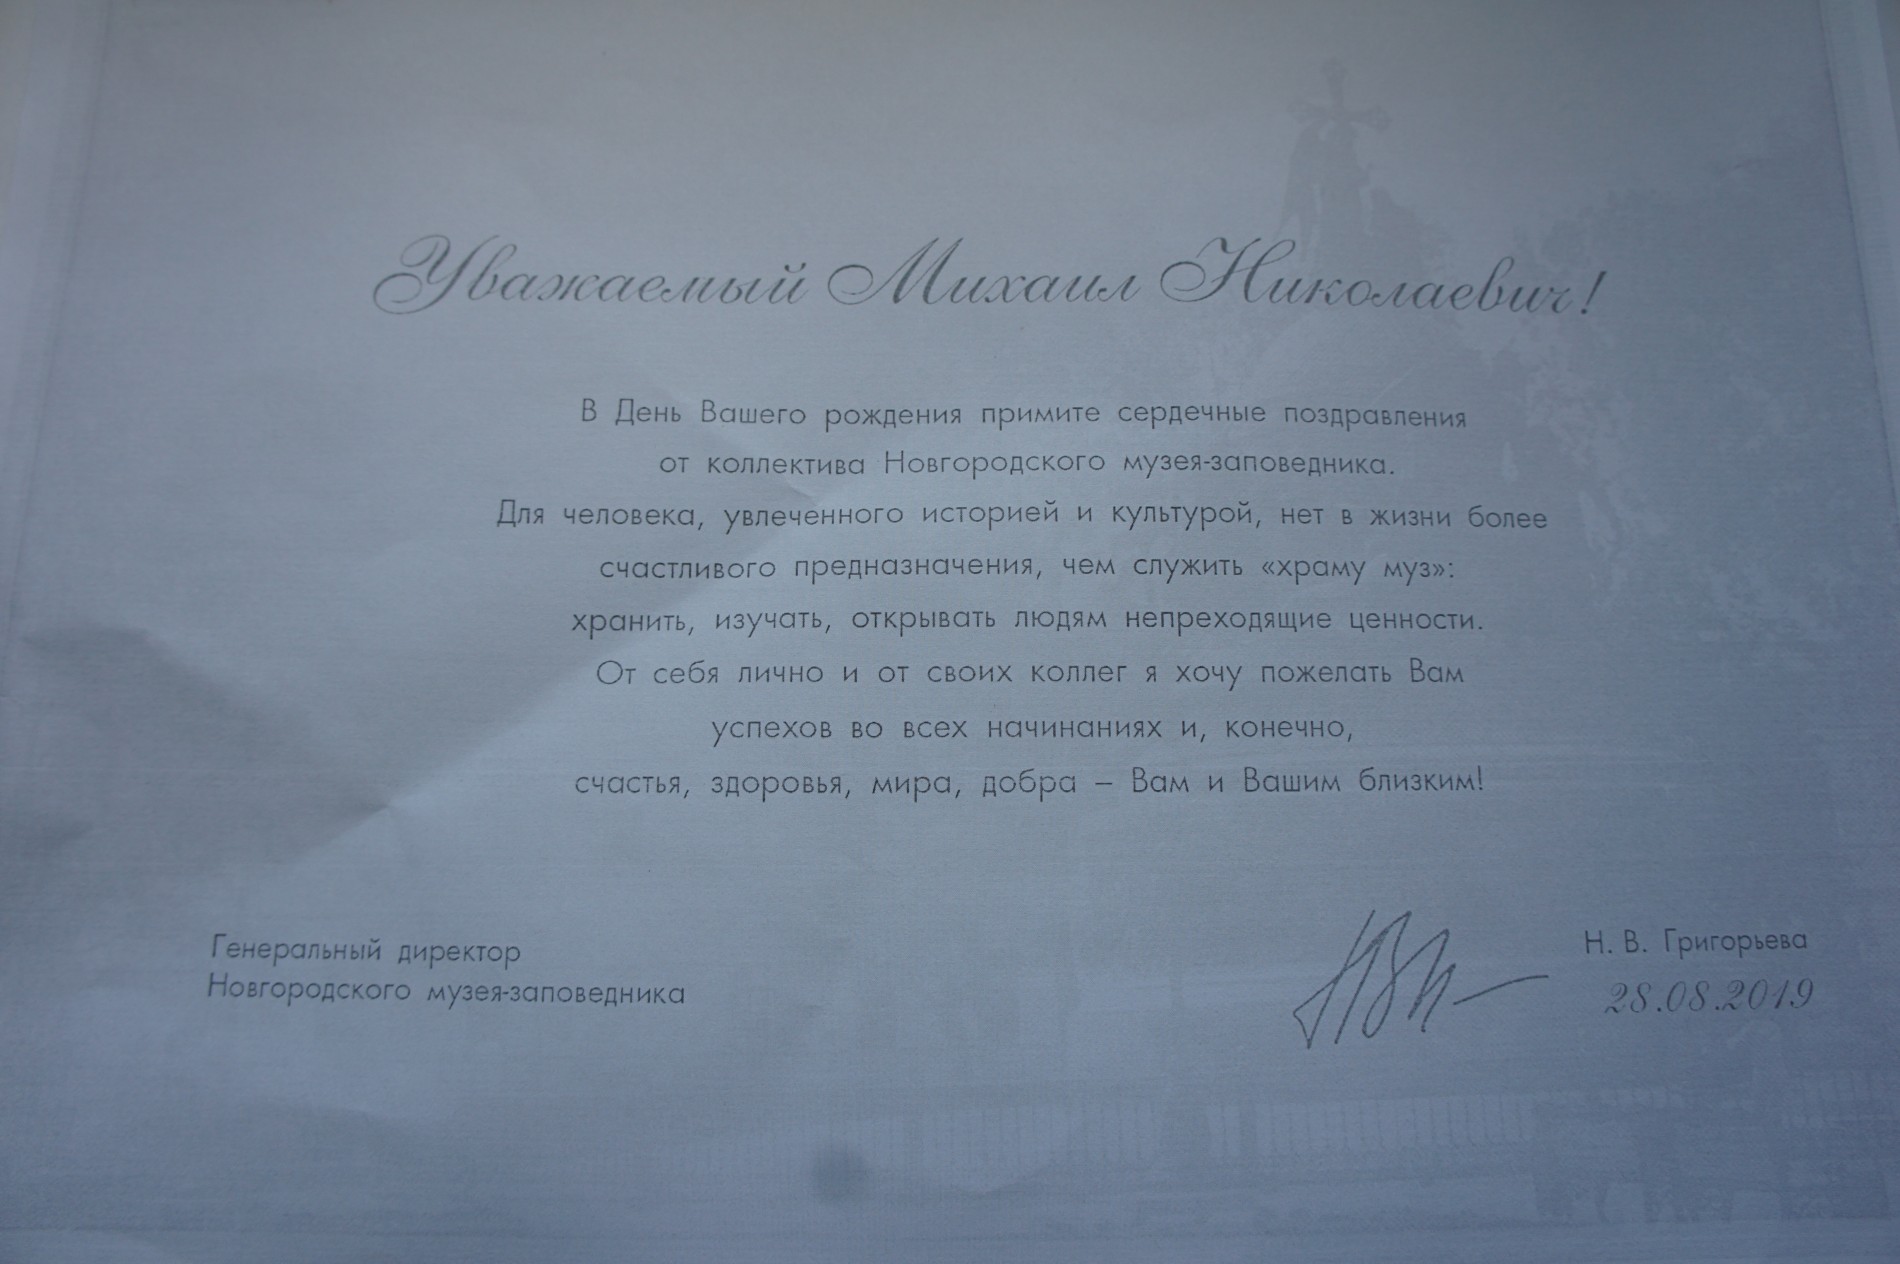 Уважаемый Михаил Николаевич!
В День Вашего рождения примите сердечные поздравления
от коллектива Новгородского музея-заповедника.
Для человека, увлеченного историей и культурой, нет в жизни более
счастливого предназначения, чем служить «храму муз»:
хранить, изучать, открывать людям непреходящие ценности.
От себя лично и от своих коллег я хочу пожелать Вам
успехов во всех начинаниях и, конечно,
счастья, здоровья, мира, добра – Вам и Вашим близким!
Генеральный директор
Новгородского музея-заповедника
Н. В. Григорьева
28.08.2019